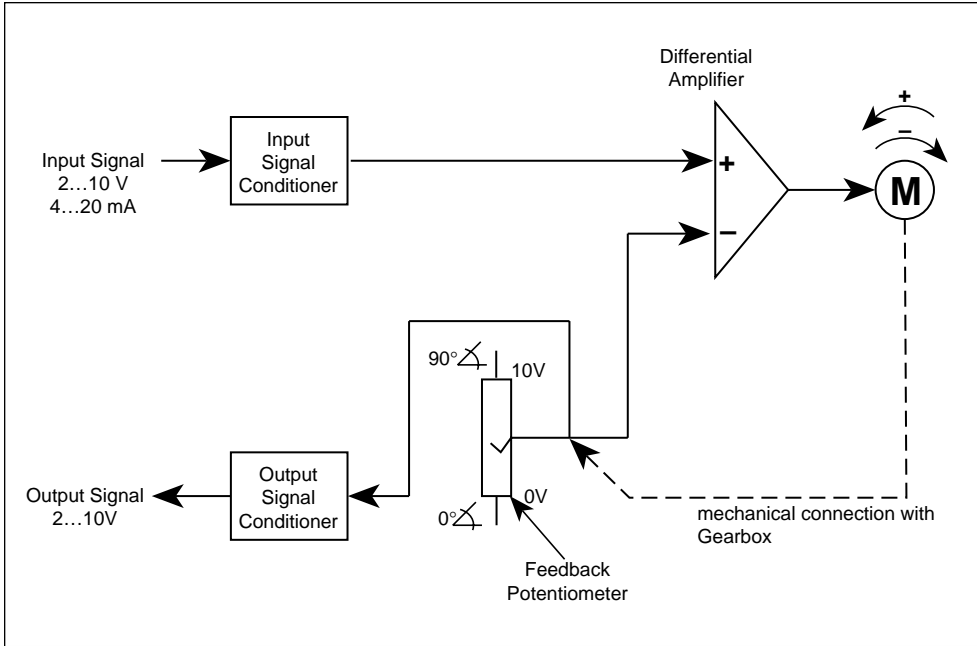 Differential
Amplifier
+
−
Input
Signal
Conditioner
Input Signal
2…10 V
4…20 mA
+
−
M
90°
10V
Output
Signal
Conditioner
Output Signal
2…10V
0°
0V
mechanical connection with
Gearbox
Feedback
Potentiometer